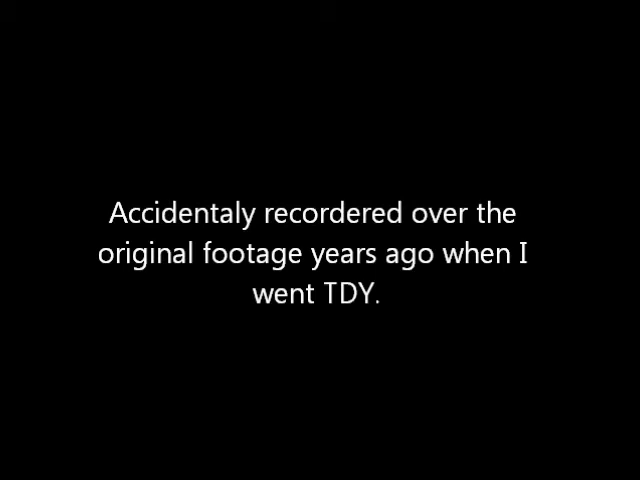 Accidentaly recordered over the
original footage years ago when I
went TDY.